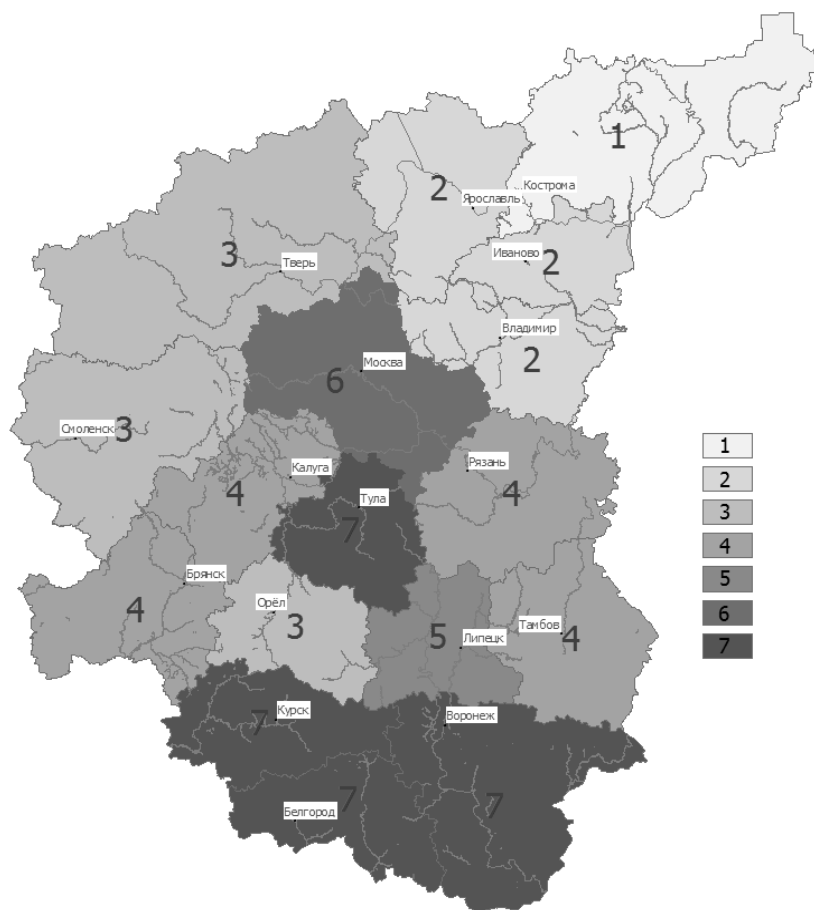 1
2
Кострома
Ярославль
3
Иваново
2
Тверь
Владимир
2
Москва
6
Смоленск
3
1
2
3
4
5
6
7
Калуга
Рязань
4
4
Тула
7
Брянск
4
Орёл
3
5
Липецк
Тамбов
4
Курск
7
Воронеж
7
7
Белгород